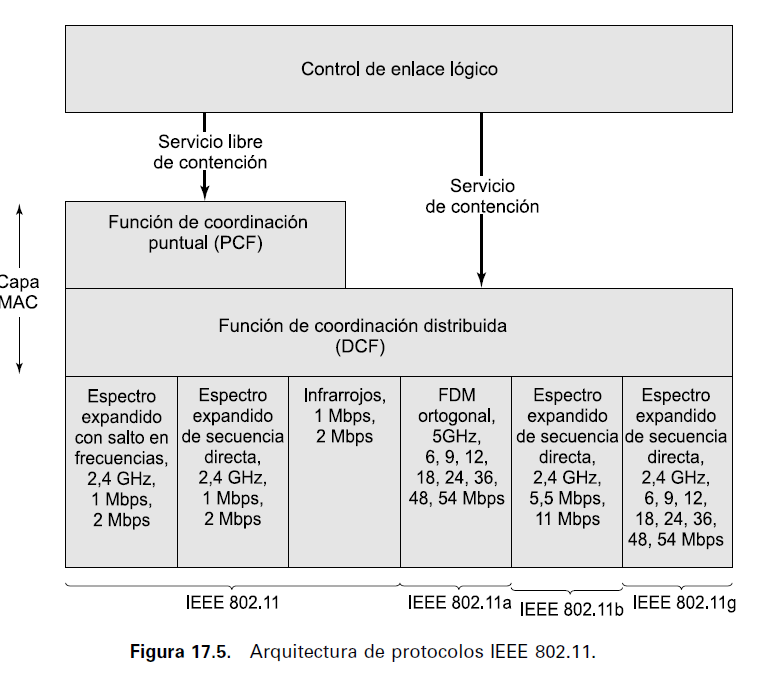 Control de enlace lógico
Servicio libre
de contención
Servicio
de contención
Función de coordinación
puntual (PCF)
Capa
MAC
Función de coordinación distribuida
(DCF)
Espectro
expandido
con salto en
frecuencias,
2,4 GHz,
1 Mbps,
2 Mbps
Espectro
expandido
de secuencia
directa,
2,4 GHz,
1 Mbps,
2 Mbps
Infrarrojos,
1 Mbps,
2 Mbps
FDM
ortogonal,
5GHz,
6, 9, 12,
18, 24, 36,
48, 54 Mbps
Espectro
expandido
de secuencia
directa,
2,4 GHz,
5,5 Mbps,
11 Mbps
Espectro
expandido
de secuencia
directa,
2,4 GHz,
6, 9, 12,
18, 24, 36,
48, 54 Mbps
IEEE 802.11
IEEE 802.11a
IEEE 802.11b
IEEE 802.11g
Figura 17.5. Arquitectura de protocolos IEEE 802.11.